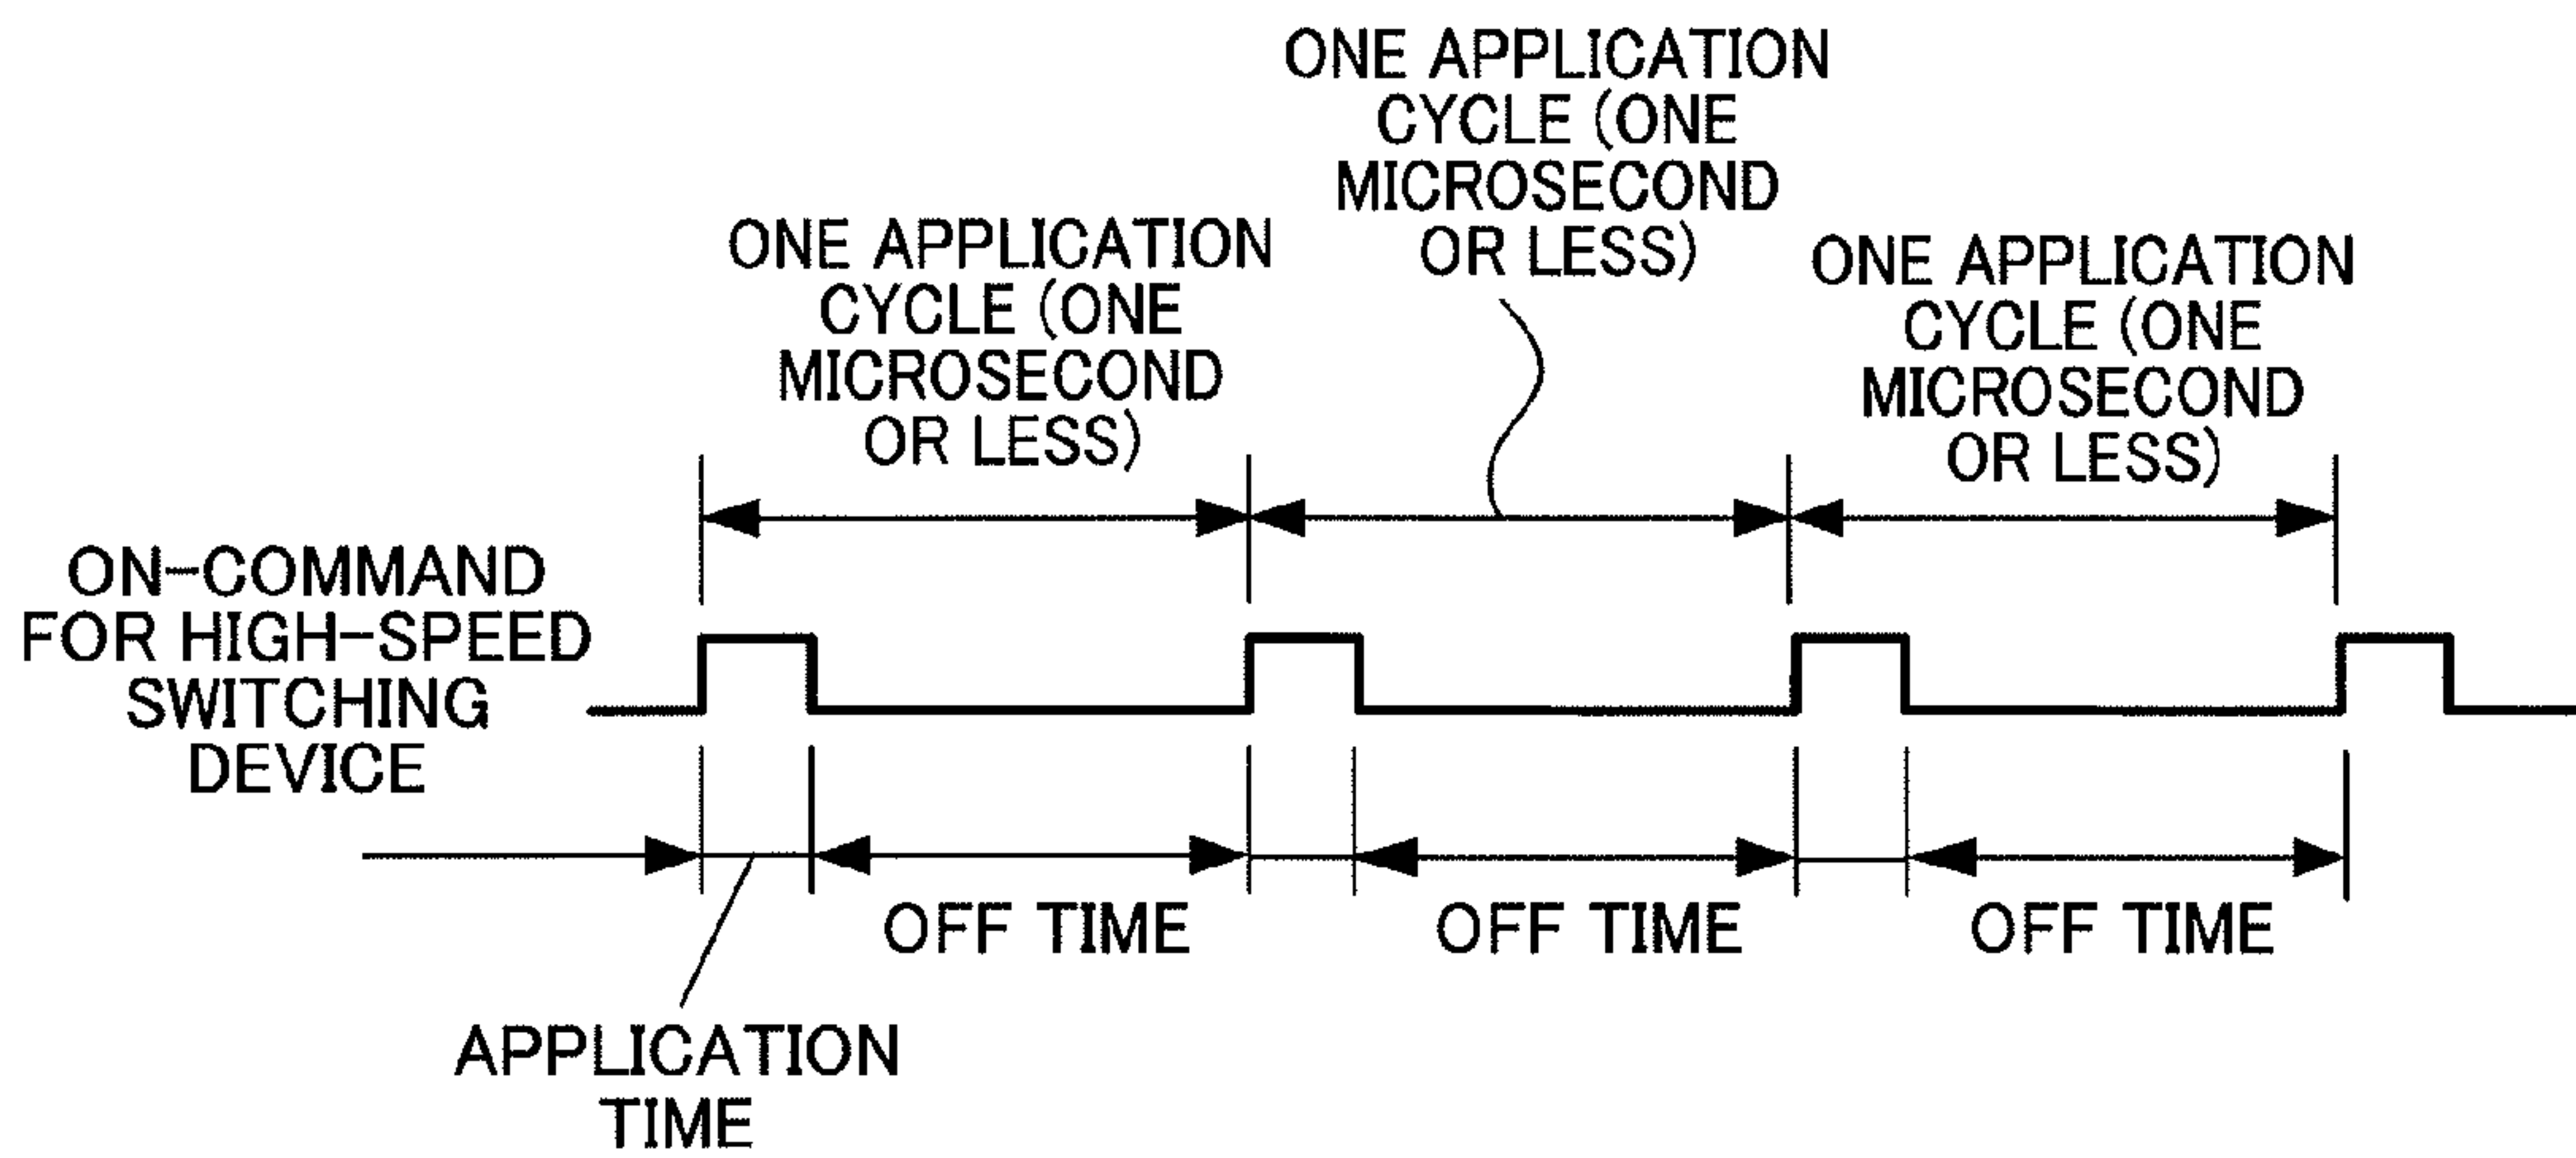 ONE APPLICATION
CYCLE (ONE
MICROSECOND
OR LESS)
ONE APPLICATION
CYCLE (ONE
MICROSECOND
OR LESS)
ONE APPLICATION
CYCLE (ONE
MICROSECOND
OR LESS)
ON-COMMAND
FOR HIGH-SPEED
SWITCHING
DEVICE
OFF TIME
OFF TIME
OFF TIME
APPLICATION
TIME